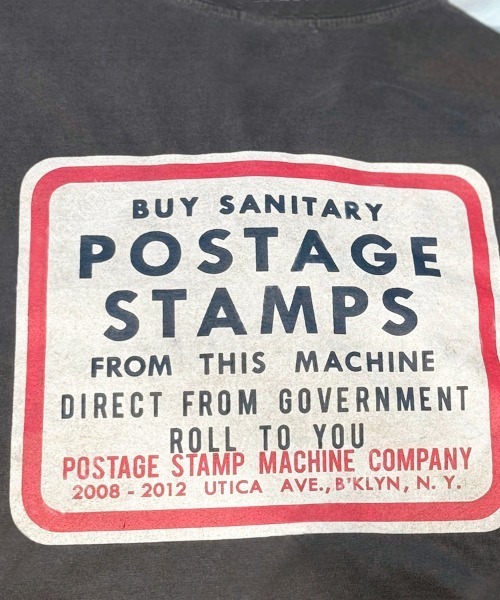 BUY SANITARY
POSTAGE
STAMPS
FROM THIS MACHINE
DIRECT FROM GOVERNMENT
ROLL TO YOU
POSTAGE STAMP MACHINE COMPANY
2008 - 2012 UTICA AVE., B'KLYN, N. Y.